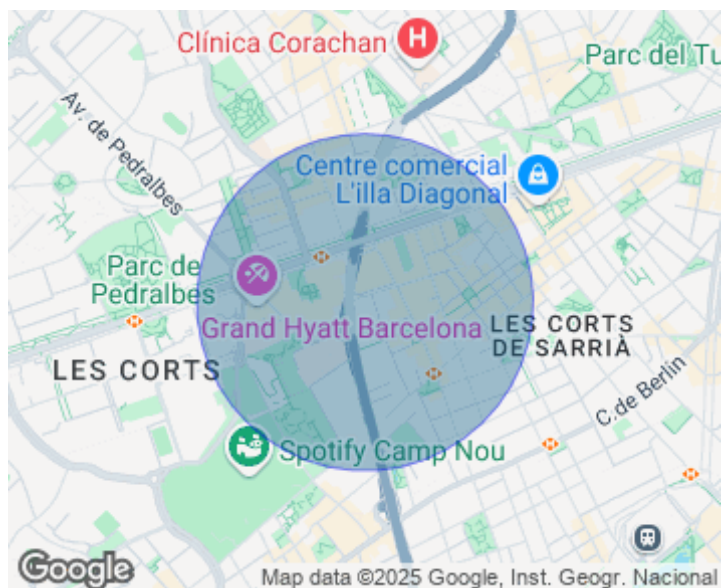 Clínica Corachan
H
Parc del Tu
Av. de Pedralbes
Centre comercial
L'illa Diagonal
Parc de
Pedralbes
Grand Hyatt Barcelona
LES CORTS
DE SARRIÀ
LES CORTS
C. de Berlín
Spotify Camp Nou
Google
Map data ©2025 Google, Inst. Geogr. Nacional